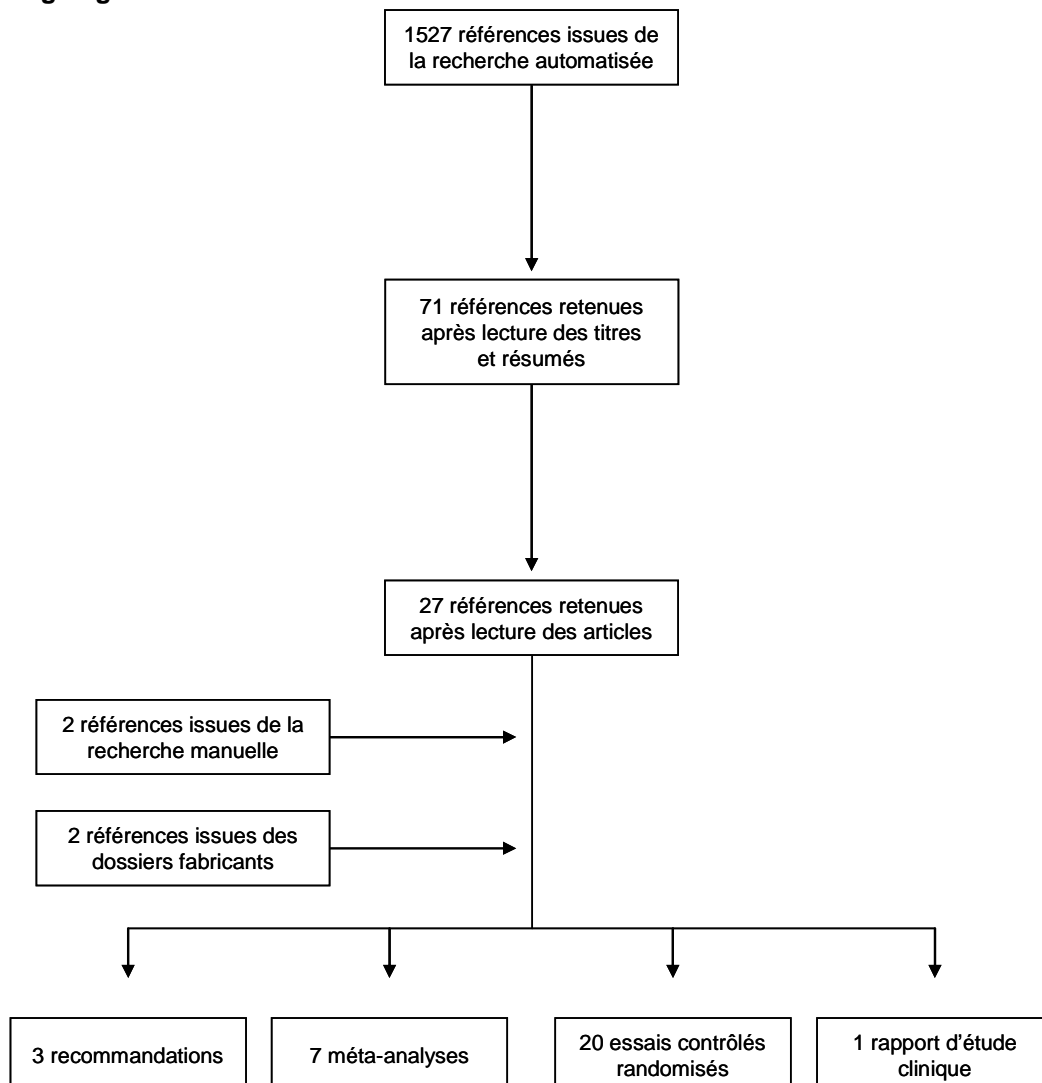 1527 références issues de
la recherche automatisée
71 références retenues
après lecture des titres
et résumés
27 références retenues
après lecture des articles
2 références issues de la
recherche manuelle
2 références issues des
dossiers fabricants
3 recommandations
7 méta-analyses
20 essais contrôlés
randomisés
1 rapport d’étude
clinique